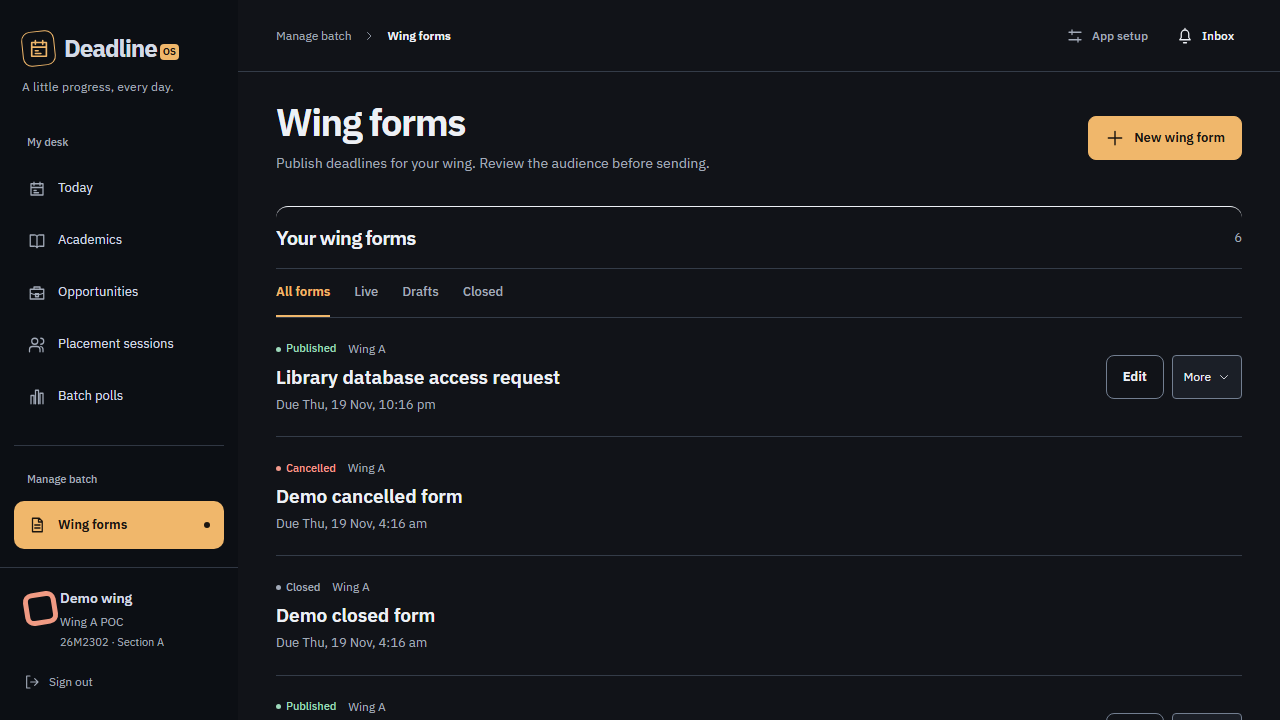 Deadline OS
A little progress, every day.
My desk
Today
Academics
Opportunities
Placement sessions
Batch polls
Manage batch
Wing forms
Demo wing
Wing A POC
26M2302 · Section A
Sign out
Manage batch > Wing forms
App setup
Inbox
Wing forms
Publish deadlines for your wing. Review the audience before sending.
New wing form
Your wing forms
6
All forms Live Drafts Closed
Published Wing A
Library database access request
Due Thu, 19 Nov, 10:16 pm
Edit
More
Cancelled Wing A
Demo cancelled form
Due Thu, 19 Nov, 4:16 am
Closed Wing A
Demo closed form
Due Thu, 19 Nov, 4:16 am
Published Wing A